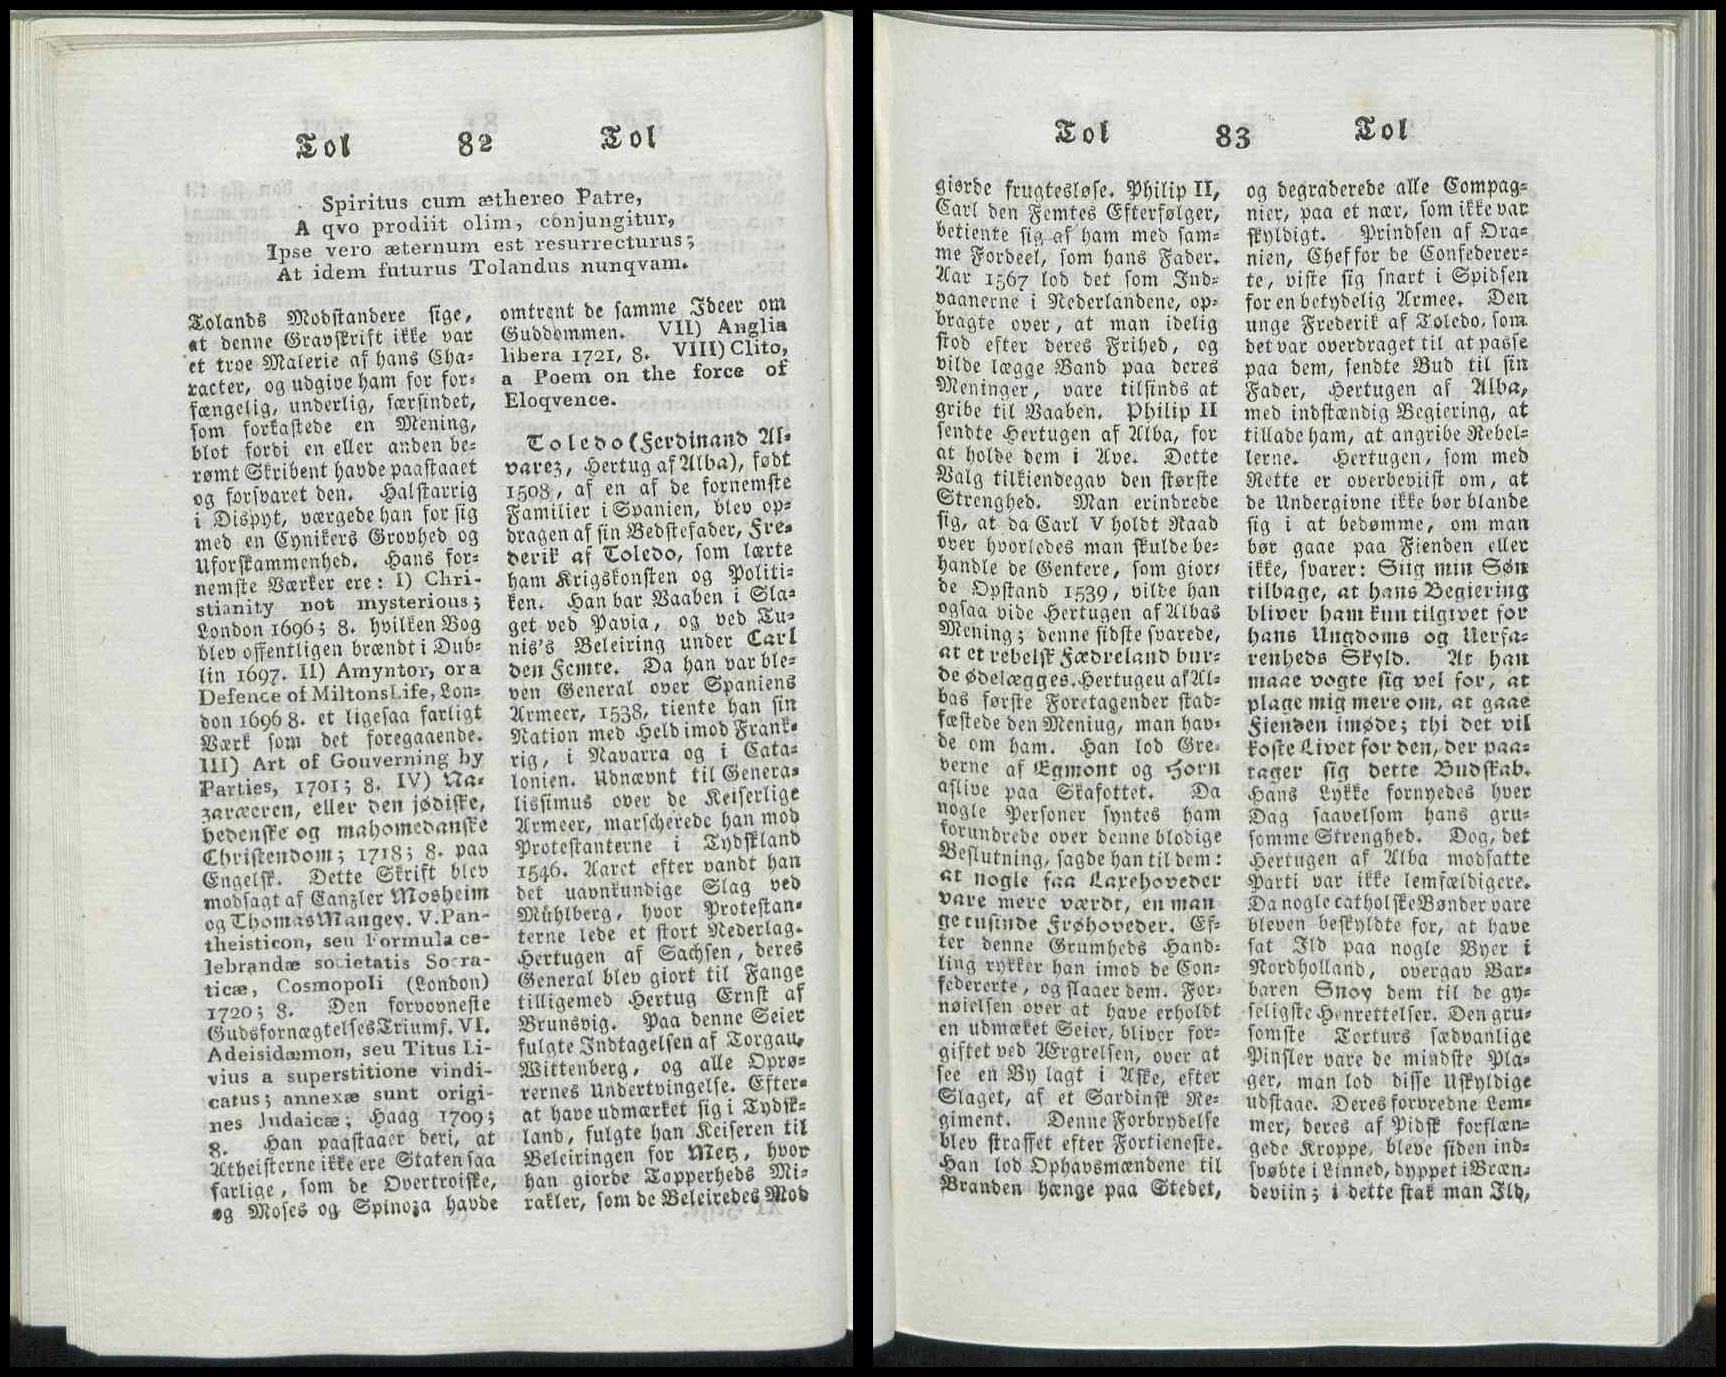 Tol 82 Tol
Spiritus cum æthereo Patre,
A qvo prodiit olim, conjungitur,
Ipse vero æternum est resurrecturus;
At idem futurus Tolandus nunqvam.
Tolands Modstandere sige,
at denne Gravskrift ikke var
et troe Malerie af hans Cha-
racter, og udgive ham for for-
fængelig, underlig, særsindet,
som forkastede en Mening,
blot fordi en eller anden be-
rømt Skribent havde paastaaet
og forsvaret den. Halstarrig
i Dispyt, værgede han for sig
med en Cynikers Grovhed og
Uforskammenhed. Hans for-
nemste Værker ere: I) Chri-
stianity not mysterious;
London 1696; 8. hvilken Bog
blev offentligen brændt i Dub-
lin 1697. II) Amyntor, or a
Defence of Miltons Life, Lon-
don 1696 8. et ligesaa farligt
Værk som det foregaaende.
III) Art of Gouverning by
Parties, 1701; 8. IV) Na-
zaræeren, eller den jødiske,
hedenske og mahomedanske
Christendom; 1718; 8. paa
Engelsk. Dette Skrift blev
modsagt af Canzler Mosheim
og Thomas Mangey. V. Pan-
theisticon, seu Formula ce-
lebrandæ societatis Socra-
ticæ, Cosmopoli (London)
1720; 8. Den forvovneste
Gudsfornægtelses Triumf. VI.
Adeisidæmon, seu Titus Li-
vius a superstitione vindi-
catus; annexæ sunt origi-
nes Judaicæ; Haag 1709;
8. Han paastaaer deri, at
Atheisterne ikke ere Staten saa
farlige, som de Overtroiske,
og Moses og Spinoza havde
omtrent de samme Ideer om
Guddommen. VII) Anglia
libera 1721, 8. VIII) Clito,
a Poem on the force of
Eloqvence.
Toledo (Ferdinand Al-
varez, Hertug af Alba), født
1508, af en af de fornemste
Familier i Spanien, blev op-
dragen af sin Bedstefader, Fre-
derik af Toledo, som lærte
ham Krigskonsten og Politi-
ken. Han bar Vaaben i Sla-
get ved Pavia, og ved Tu-
nis's Beleiring under Carl
den Femte. Da han var ble-
ven General over Spaniens
Armeer, 1538, tiente han sin
Nation med Held imod Frank-
rig, i Navarra og i Cata-
lonien. Udnævnt til Genera-
lissimus over de Keiserlige
Armeer, marscherede han mod
Protestanterne i Tydskland
1546. Aaret efter vandt han
det uavnkundige Slag ved
Mühlberg, hvor Protestan-
terne lede et stort Nederlag.
Hertugen af Sachsen, deres
General blev giort til Fange
tilligemed Hertug Ernst af
Brunsvig. Paa denne Seier
fulgte Indtagelsen af Torgau,
Wittenberg, og alle Oprø-
rernes Undertvingelse. Efter-
at have udmærket sig i Tydsk-
land, fulgte han Keiseren til
Beleiringen for Metz, hvor
han giorde Tapperheds Mi-
rakler, som de Beleiredes Mod
Tol 83 Tol
giorde frugtesløse. Philip II,
Carl den Femtes Efterfølger,
betiente sig af ham med sam-
me Fordeel, som hans Fader.
Aar 1567 lod det som Ind-
vaanerne i Nederlandene, op-
bragte over, at man idelig
stod efter deres Frihed, og
vilde lægge Baand paa deres
Meninger, vare tilsinds at
gribe til Vaaben. Philip II
sendte Hertugen af Alba, for
at holde dem i Ave. Dette
Valg tilkiendegav den største
Strenghed. Man erindrede
sig, at da Carl V holdt Raad
over hvorledes man skulde be-
handle de Gentere, som gior-
de Opstand 1539, vilde han
ogsaa vide Hertugen af Albas
Mening; denne sidste svarede,
at et rebelsk Fædreland bur-
de ødelægges. Hertugeu af Al-
bas første Foretagender stad-
fæstede den Meniug, man hav-
de om ham. Han lod Gre-
verne af Egmont og Horn
aflive paa Skafottet. Da
nogle Personer syntes ham
forundrede over denne blodige
Beslutning, sagde han til dem:
at nogle faa Laxehoveder
vare mere værdt, en man
ge tusinde Frøhoveder. Ef-
ter denne Grumheds Hand-
ling rykker han imod de Con-
federerte, og slaaer dem. For-
nøielsen over at have erholdt
en udmæket Seier, bliver for-
giftet ved Ærgrelsen, over at
see en By lagt i Aske, efter
Slaget, af et Sardinsk Re-
giment. Denne Forbrydelse
blev straffet efter Fortieneste.
Han lod Ophavsmændene til
Branden hænge paa Stedet,
og degraderede alle Compag-
nier, paa et nær, som ikke var
skyldigt. Prindsen af Ora-
nien, Chef for de Confederer-
te, viste sig snart i Spidsen
for en betydelig Armee. Den
unge Frederik af Toledo, som
det var overdraget til at passe
paa dem, sendte Bud til sin
Fader, Hertugen af Alba,
med indstændig Begiering, at
tillade ham, at angribe Rebel-
lerne. Hertugen, som med
Rette er overbeviist om, at
de Undergivne ikke bør blande
sig i at bedømme, om man
bør gaae paa Fienden eller
ikke, svarer: Siig min Søn
tilbage, at hans Begiering
bliver ham kun tilgivet for
hans Ungdoms og Uerfa-
renheds Skyld. At han
maae vogte sig vel for, at
plage mig mere om, at gaae
Fienden imøde; thi det vil
koste Livet for den, der paa-
tager sig dette Budskab.
Hans Lykke fornyedes hver
Dag saavelsom hans gru-
somme Strenghed. Dog, det
Hertugen af Alba modsatte
Parti var ikke lemfældigere.
Da nogle catholske Bønder vare
bleven beskyldte for, at have
sat Ild paa nogle Byer i
Nordholland, overgav Bar-
baren Snoy dem til de gy-
seligste Henrettelser. Den gru-
somste Torturs sædvanlige
Pinsler vare de mindste Pla-
ger, man lod disse Uskyldige
udstaae. Deres forvredne Lem-
mer, deres af Pidsk forflæn-
gede Kroppe, bleve siden ind-
svøbte i Linned, dyppet i Bræn-
deviin; i dette stak man Ild,